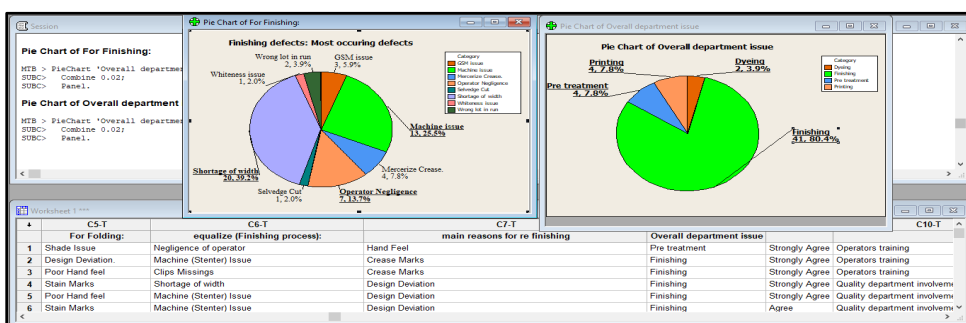 Session
Pie Chart of For Finishing:
MTB > PieChart 'Overall departme
SUBC> Combine 0.02;
SUBC> Panel.
Pie Chart of Overall department
MTB > PieChart 'Overall departme
SUBC> Combine 0.02;
SUBC> Panel.
Pie Chart of For Finishing:
Finishing defects: Most occuring defects
Wrong lot in run
2, 3.9%
GSM issue
3, 5.9%
Whiteness issue
1, 2.0%
Machine issue
13, 25.5%
Mercerize Crease.
4, 7.8%
Operator Negligence
7, 13.7%
Selvedge Cut
1, 2.0%
Shortage of width
20, 39.2%
Category
GSM issue
Machine issue
Mercerize Crease.
Operator Negligence
Selvedge Cut
Shortage of width
Whiteness issue
Wrong lot in run
Pie Chart of Overall department issue
Pie Chart of Overall department issue
Printing
4, 7.8%
Dyeing
2, 3.9%
Pre treatment
4, 7.8%
Finishing
41, 80.4%
Category
Dyeing
Finishing
Pre treatment
Printing
Worksheet 1 ***
C5-T C6-T C7-T C10-T
For Folding: equalize (Finishing process): main reasons for re finishing Overall department issue
1 Shade Issue Negligence of operator Hand Feel Pre treatment Strongly Agree Operators training
2 Design Deviation. Machine (Stenter) Issue Crease Marks Finishing Strongly Agree Operators training
3 Poor Hand feel Clips Missings Crease Marks Finishing Strongly Agree Operators training
4 Stain Marks Shortage of width Design Deviation Finishing Strongly Agree Quality department involveme
5 Poor Hand feel Machine (Stenter) Issue Design Deviation Finishing Strongly Agree Quality department involveme
6 Stain Marks Machine (Stenter) Issue Design Deviation Finishing Agree Quality department involveme